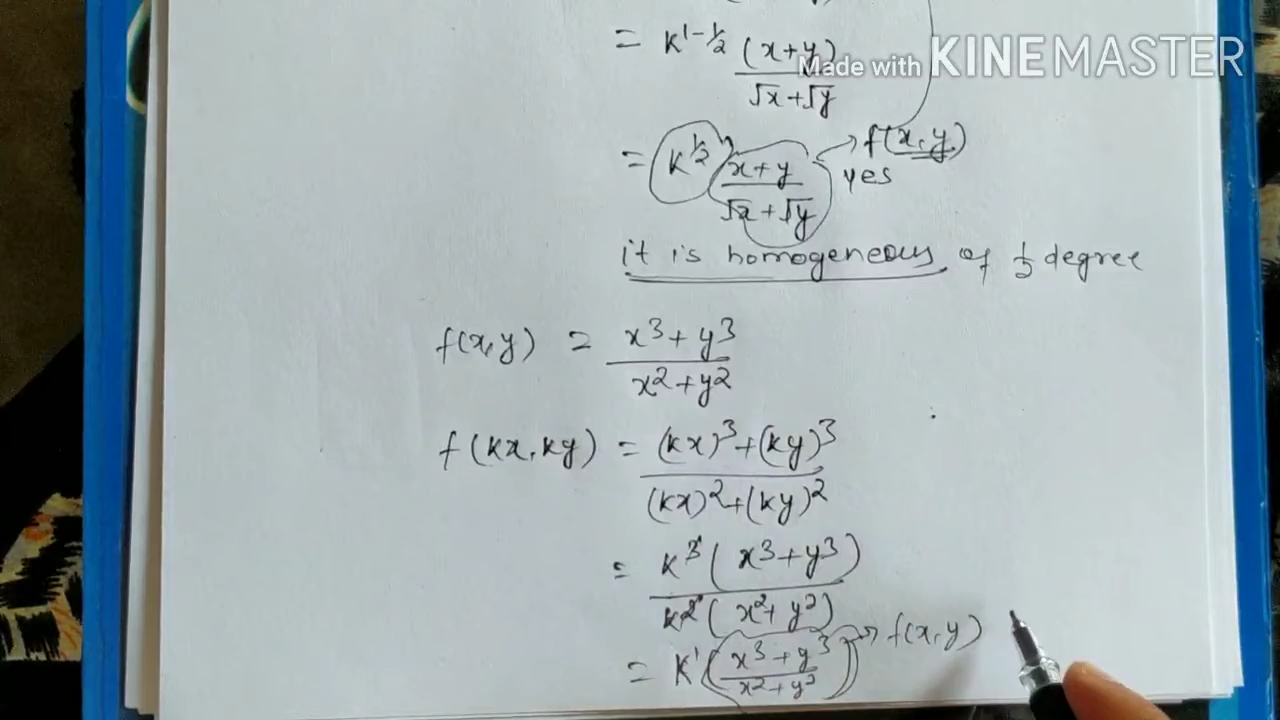 = k^{1-1/2} (x+y) / √x+√y
Made with KINEMASTER
= k^{1/2} x+y / √x+√y → f(x,y)
yes
it is homogeneous of 1/2 degree
f(x,y) = x³+y³ / x²+y²
f(kx,ky) = (kx)³+(ky)³ / (kx)²+(ky)²
= k³(x³+y³) / k²(x²+y²)
= k¹(x³+y³ / x²+y²) → f(x,y)